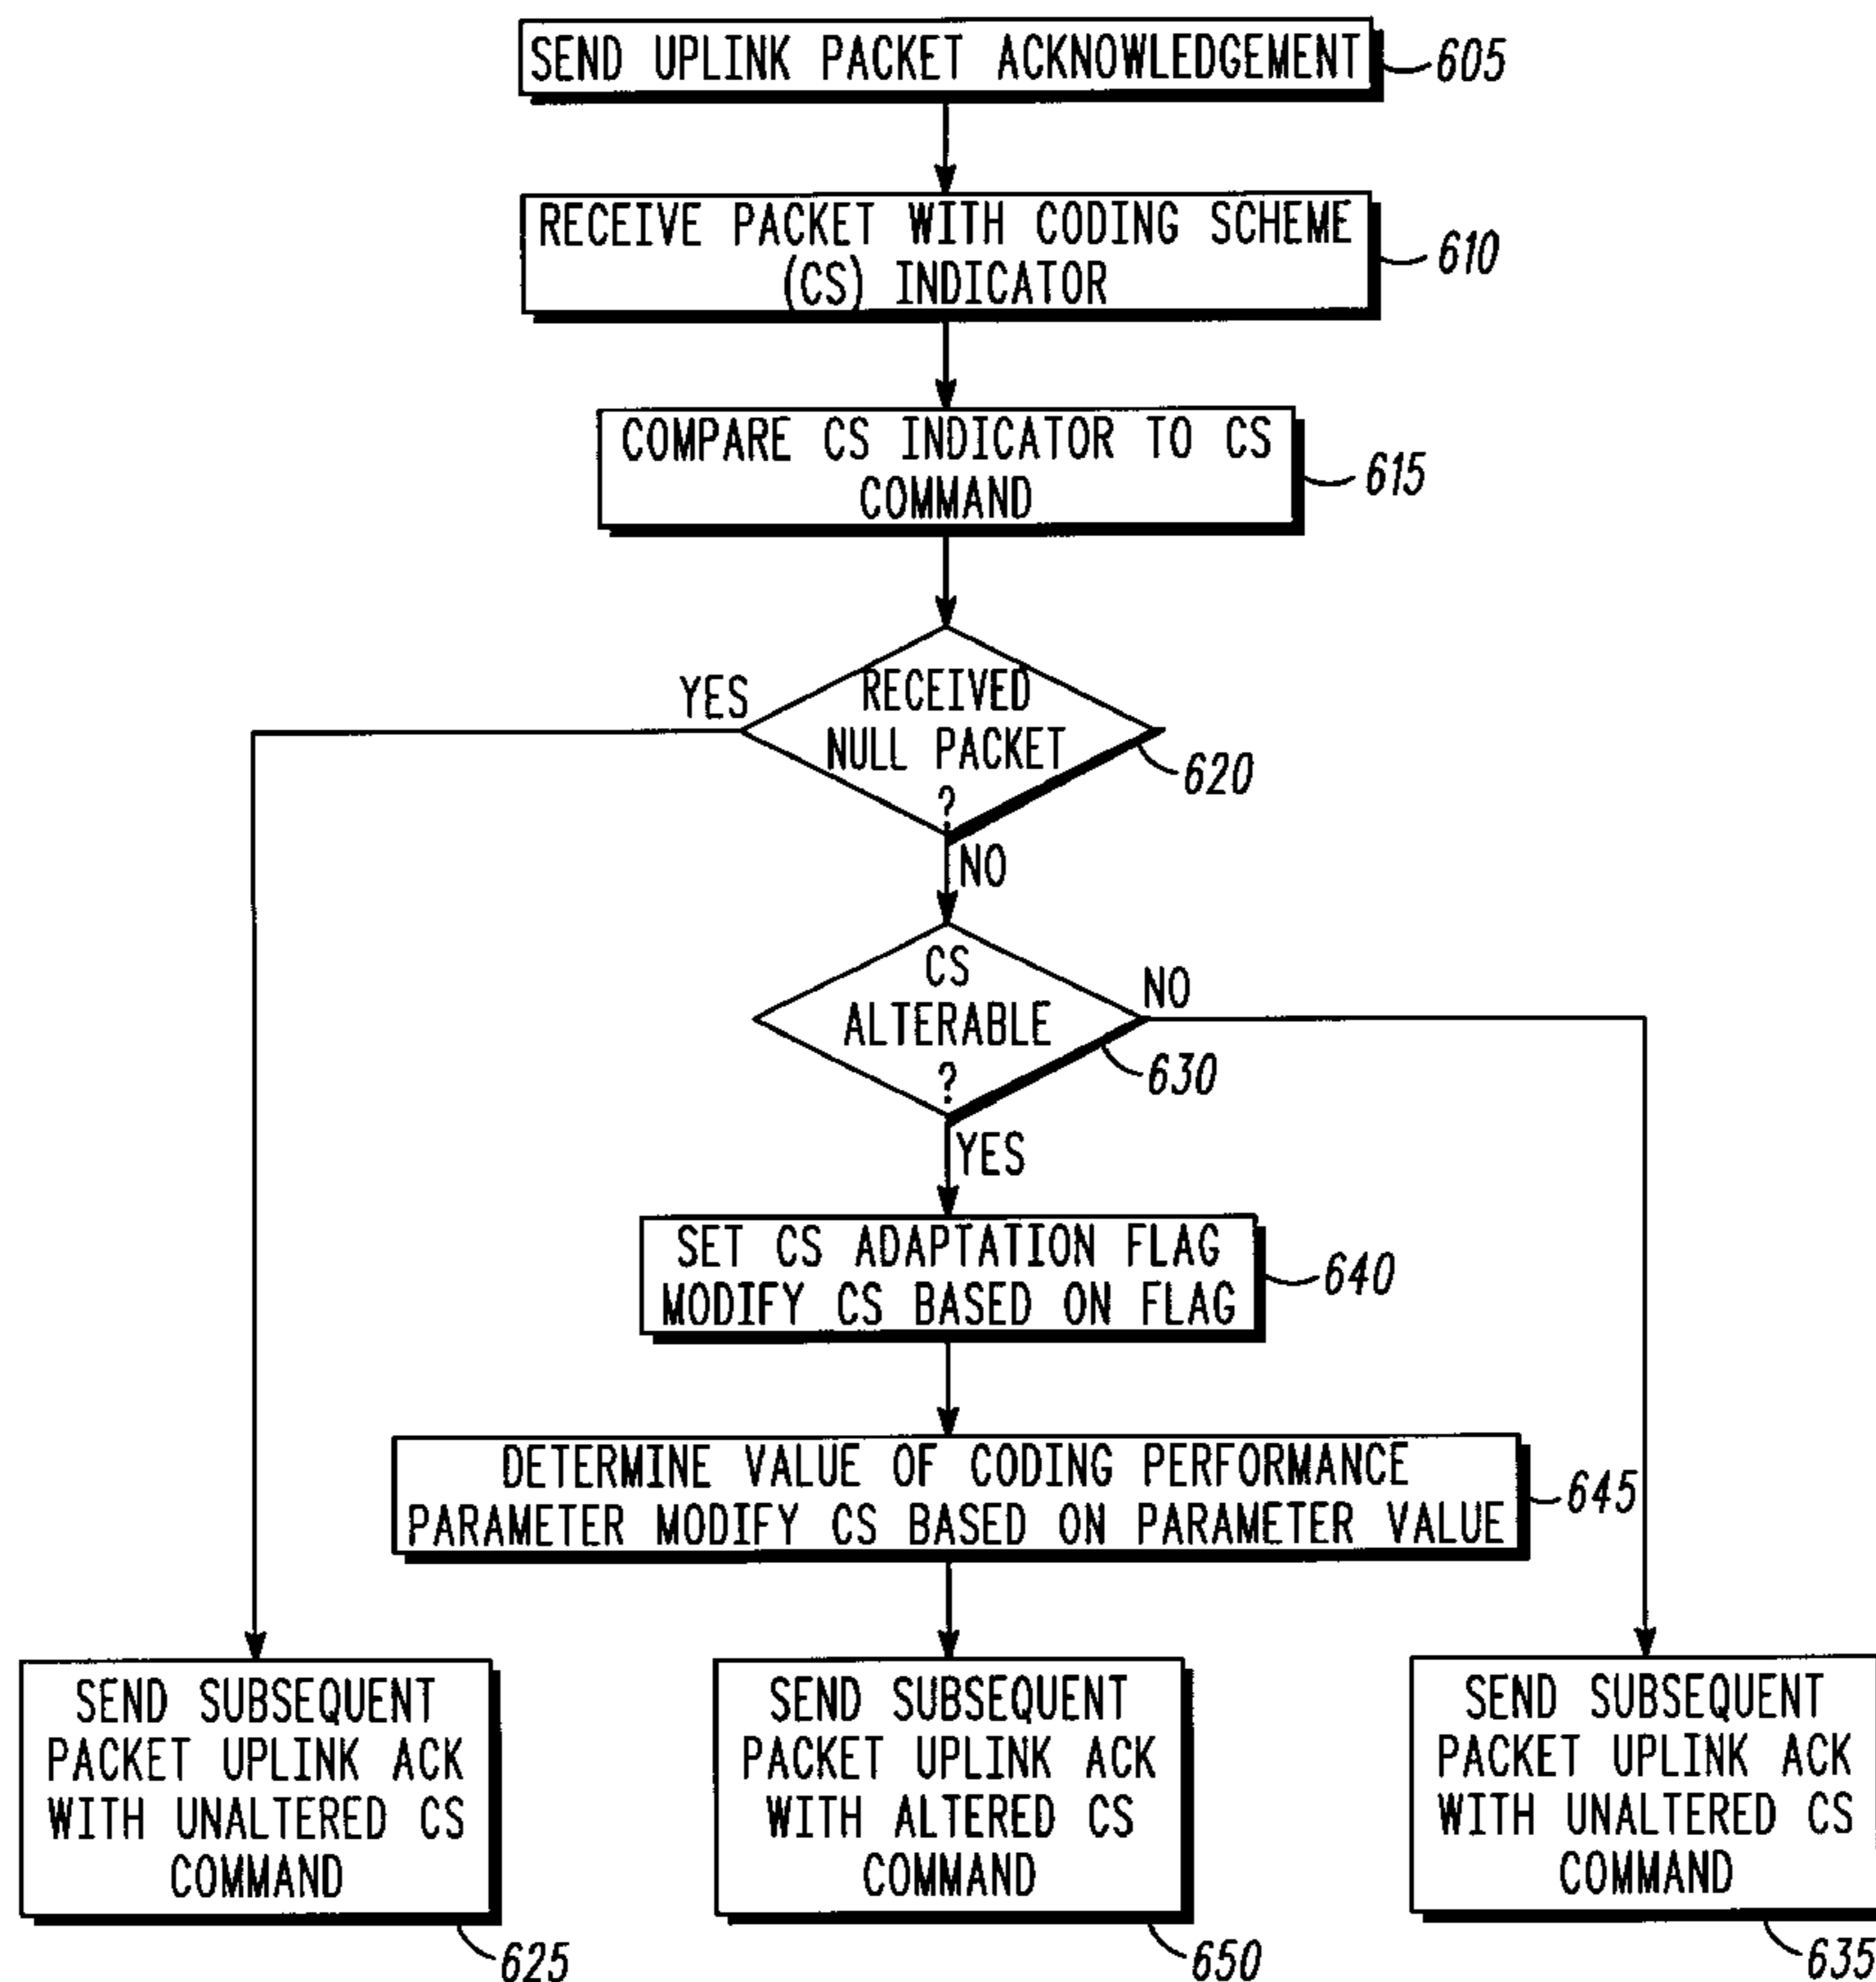 SEND UPLINK PACKET ACKNOWLEDGEMENT
605
RECEIVE PACKET WITH CODING SCHEME
(CS) INDICATOR
610
COMPARE CS INDICATOR TO CS
COMMAND
615
YES
RECEIVED
NULL PACKET
?
620
NO
CS
ALTERABLE
?
NO
630
YES
SET CS ADAPTATION FLAG
MODIFY CS BASED ON FLAG
640
DETERMINE VALUE OF CODING PERFORMANCE
PARAMETER MODIFY CS BASED ON PARAMETER VALUE
645
SEND SUBSEQUENT
PACKET UPLINK ACK
WITH UNALTERED CS
COMMAND
625
SEND SUBSEQUENT
PACKET UPLINK ACK
WITH ALTERED CS
COMMAND
650
SEND SUBSEQUENT
PACKET UPLINK ACK
WITH UNALTERED CS
COMMAND
635